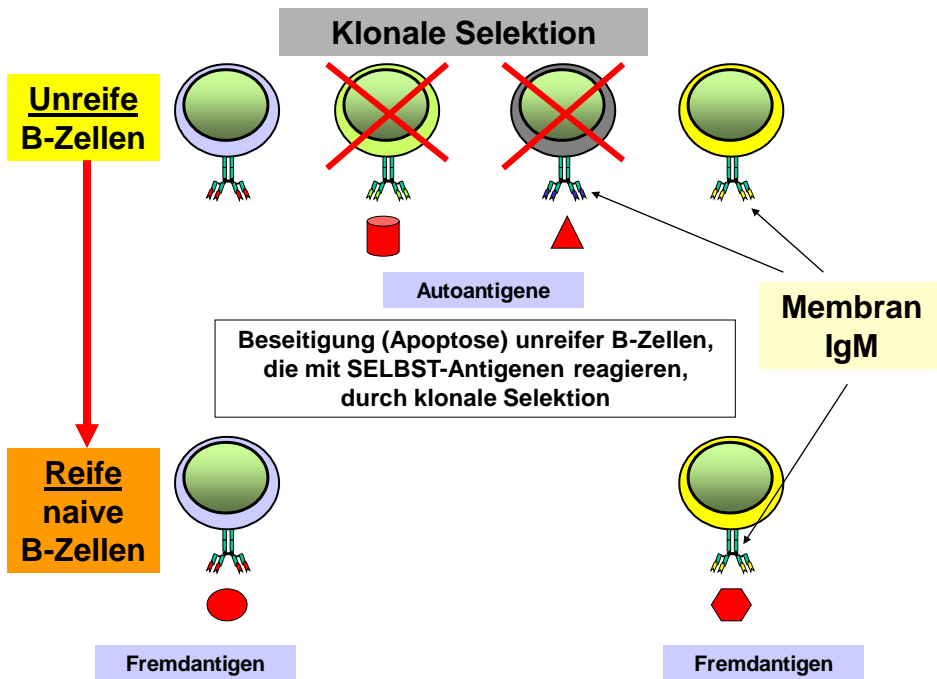 Klonale Selektion
Unreife
B-Zellen
Autoantigene
Beseitigung (Apoptose) unreifer B-Zellen,
die mit SELBST-Antigenen reagieren,
durch klonale Selektion
Membran
IgM
Reife
naive
B-Zellen
Fremdantigen
Fremdantigen